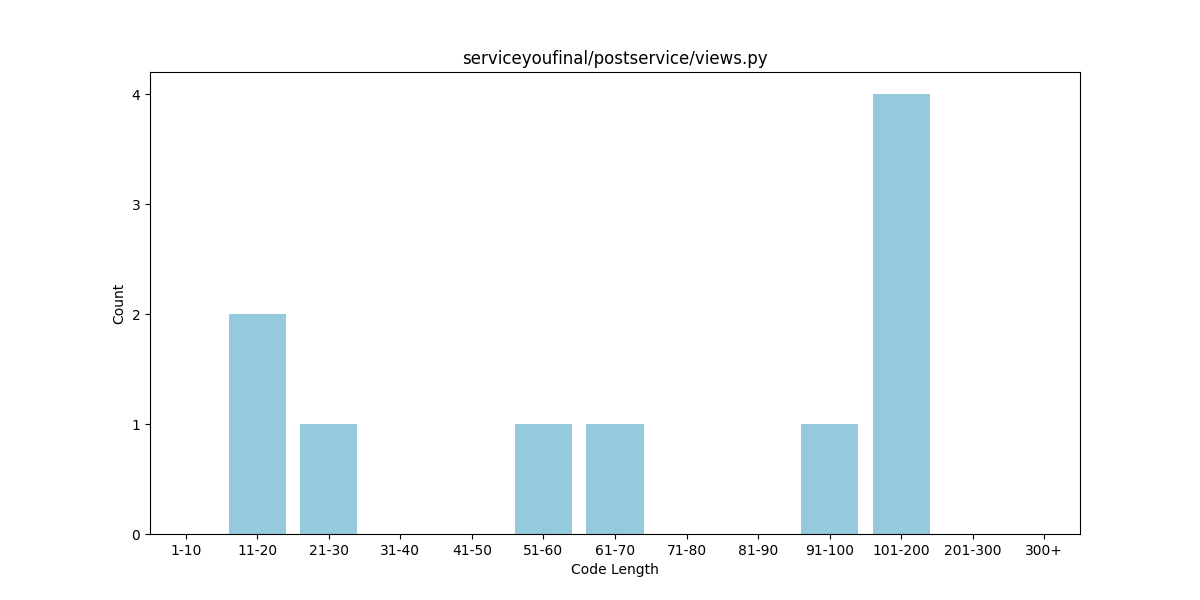 serviceyoufinal/postservice/views.py
4
3
2
1
0
Count
1-10 11-20 21-30 31-40 41-50 51-60 61-70 71-80 81-90 91-100 101-200 201-300 300+
Code Length